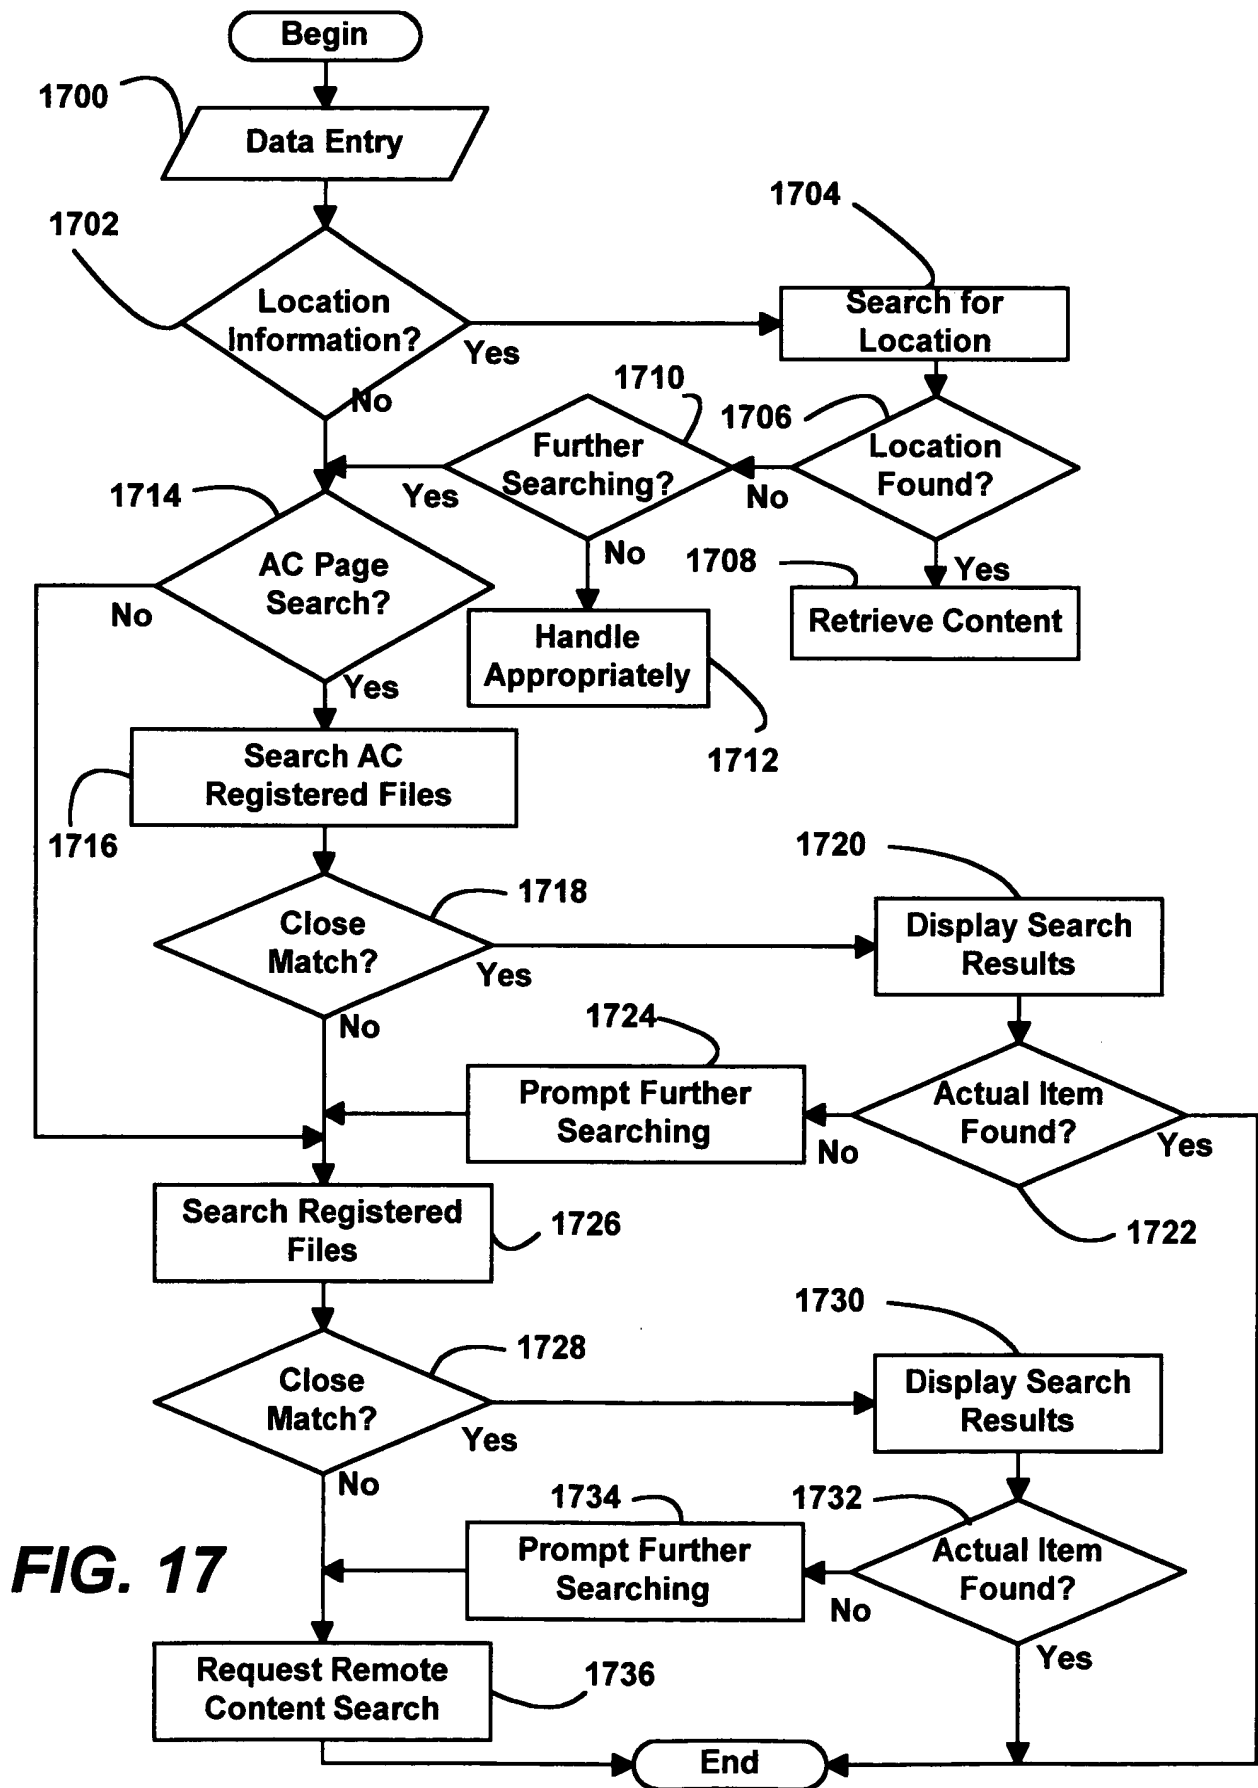 Begin
1700
Data Entry
1702
1704
Location
Information?
Yes
No
Search for
Location
1710
1706
Further
Searching?
Yes
No
Location
Found?
No
Yes
1714
AC Page
Search?
No
Yes
1708
Retrieve Content
Handle
Appropriately
1712
Search AC
Registered Files
1716
1718
1720
Close
Match?
Yes
No
Display Search
Results
1724
Prompt Further
Searching
Actual Item
Found?
No
Yes
1722
Search Registered
Files
1726
1728
1730
Close
Match?
Yes
No
Display Search
Results
1734
1732
Prompt Further
Searching
Actual Item
Found?
No
Yes
FIG. 17
Request Remote
Content Search
1736
End